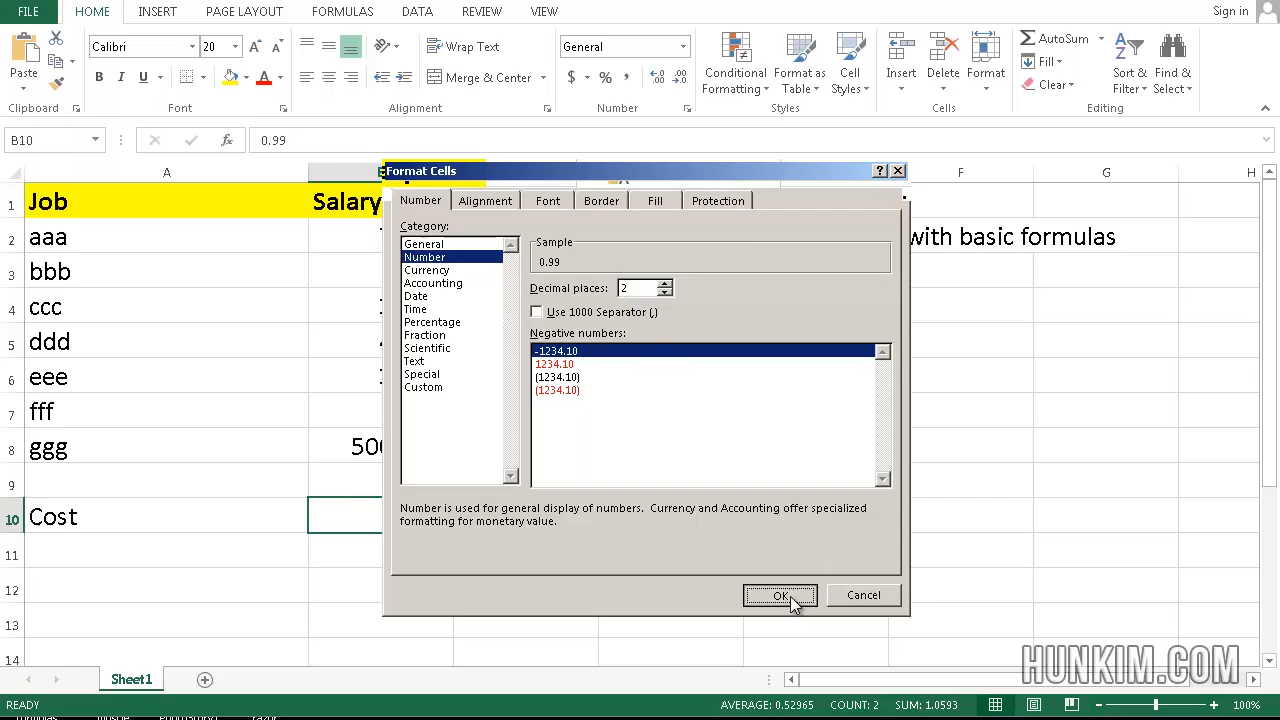 FILE HOME INSERT PAGE LAYOUT FORMULAS DATA REVIEW VIEW Sign in
Calibri 20 Wrap Text General AutoSum
Paste B I U Merge & Center $ % , Conditional Format as Cell Insert Delete Format Fill Sort & Find &
Formatting Table Styles Clear Filter Select
Clipboard Font Alignment Number Styles Cells Editing
B10 fx 0.99
A F G H
1 Job Salary
2 aaa with basic formulas
3 bbb
4 ccc
5 ddd
6 eee
7 fff
8 ggg 500
9
10 Cost
11
12
13
14
Format Cells
Number Alignment Font Border Fill Protection
Category:
General
Number
Currency
Accounting
Date
Time
Percentage
Fraction
Scientific
Text
Special
Custom
Sample
0.99
Decimal places: 2
Use 1000 Separator (,)
Negative numbers:
-1234.10
1234.10
(1234.10)
(1234.10)
Number is used for general display of numbers. Currency and Accounting offer specialized
formatting for monetary value.
OK Cancel
HUNKIM.COM
Sheet1
READY AVERAGE: 0.52965 COUNT: 2 SUM: 1.0593 100%